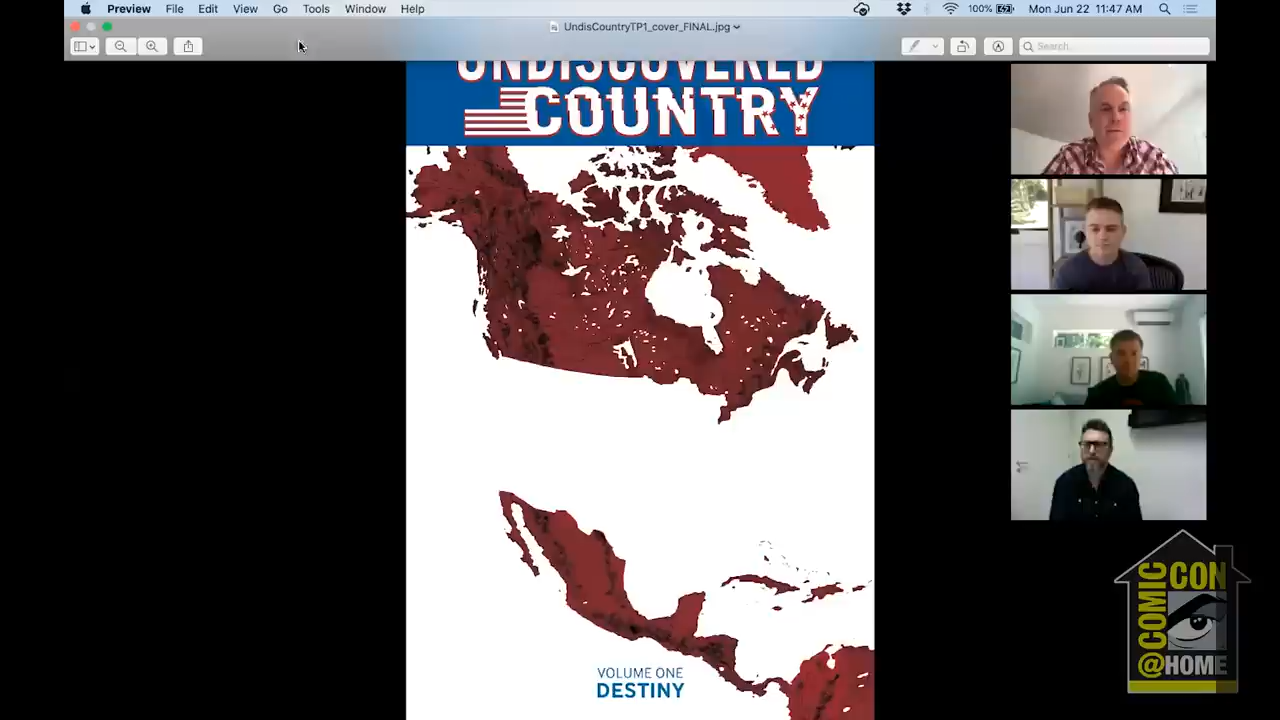 Preview File Edit View Go Tools Window Help 100% Mon Jun 22 11:47 AM
UndisCountryTP1_cover_FINAL.jpg
Search
UNDISCOVERED
COUNTRY
VOLUME ONE
DESTINY
@COMIC
CON
HOME